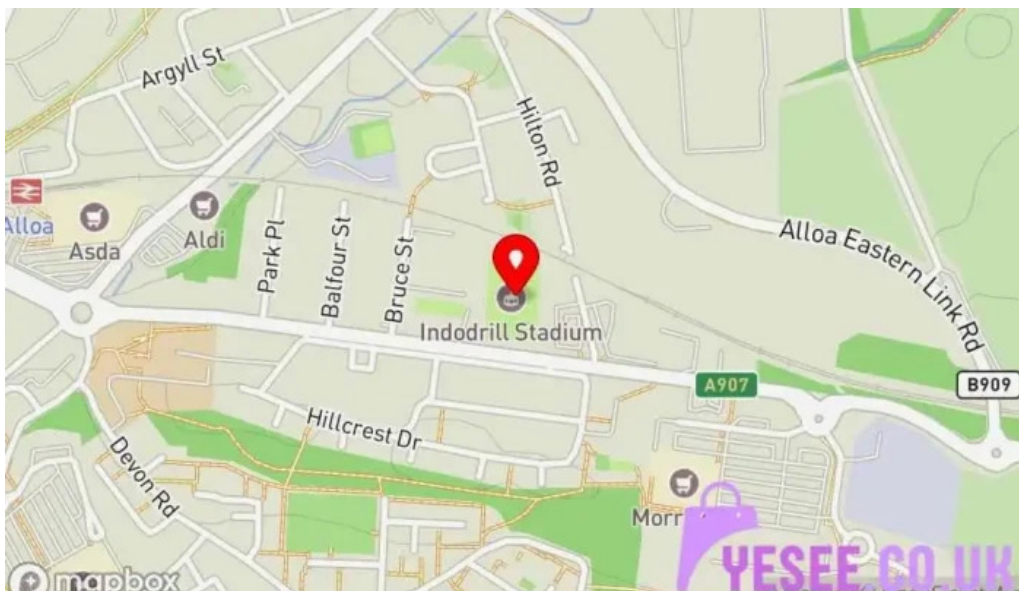 Argyll St
Hilton Rd
Alloa
Asda
Aldi
Park Pl
Balfour St
Bruce St
Alloa Eastern Link Rd
Indodrill Stadium
A907
B909
Hillcrest Dr
Devon Rd
Morr
YESEE.CO.UK
mapbox